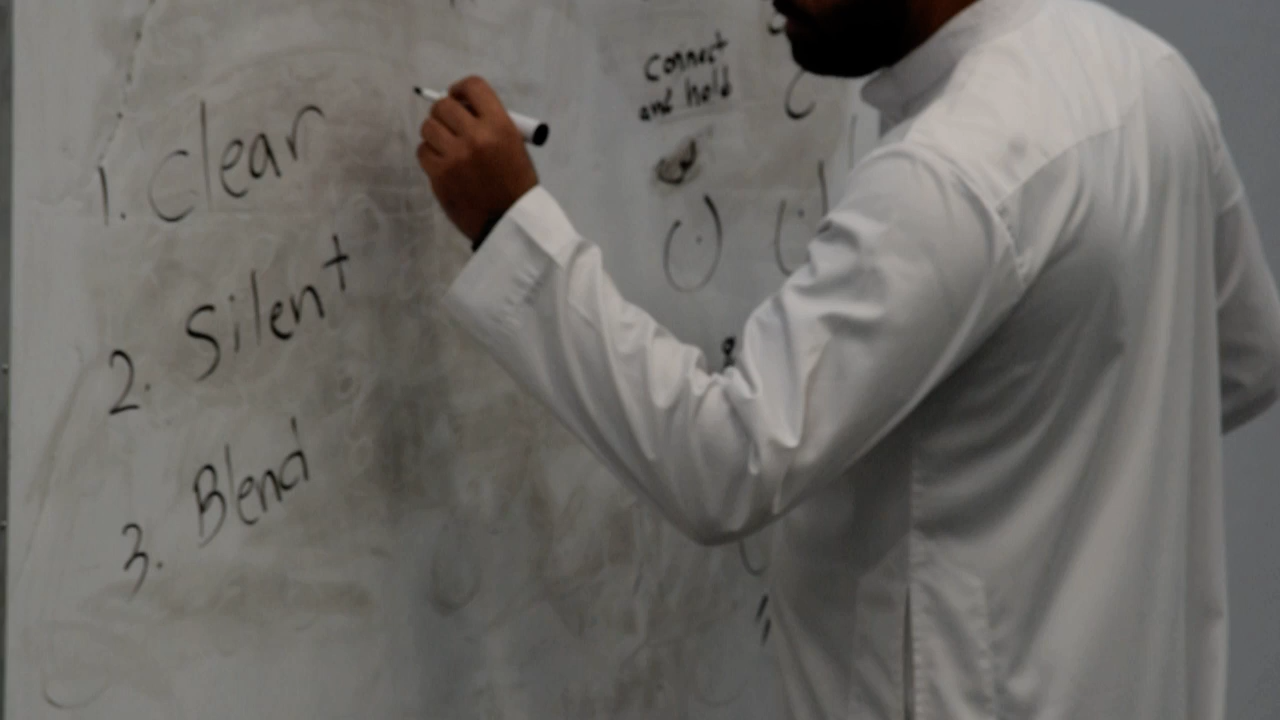 1. Clear
2. Silent
3. Blend
Connect
and hold
ن